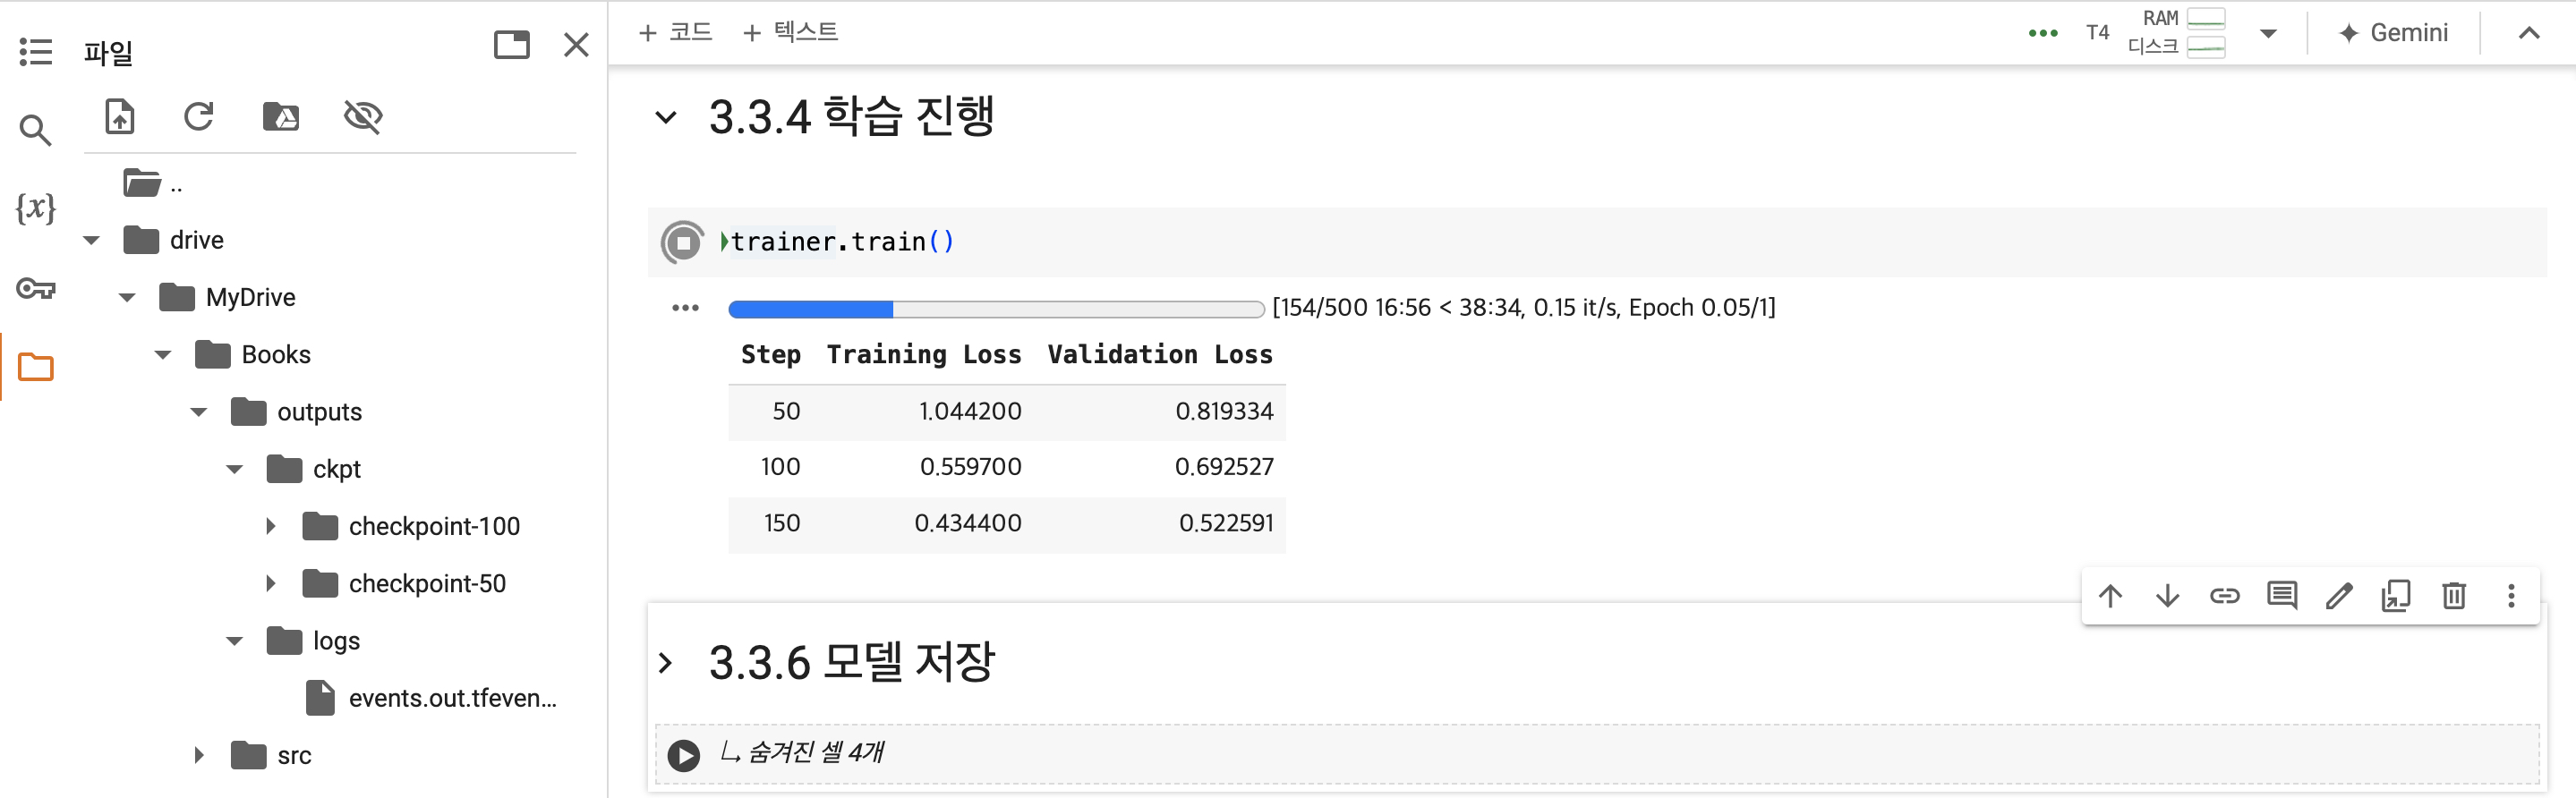 파일
..
drive
MyDrive
Books
outputs
ckpt
checkpoint-100
checkpoint-50
logs
events.out.tfeven...
src
+ 코드 + 텍스트
T4
RAM
디스크
Gemini
3.3.4 학습 진행
trainer.train()
[154/500 16:56 < 38:34, 0.15 it/s, Epoch 0.05/1]
Step Training Loss Validation Loss
50 1.044200 0.819334
100 0.559700 0.692527
150 0.434400 0.522591
3.3.6 모델 저장
숨겨진 셀 4개